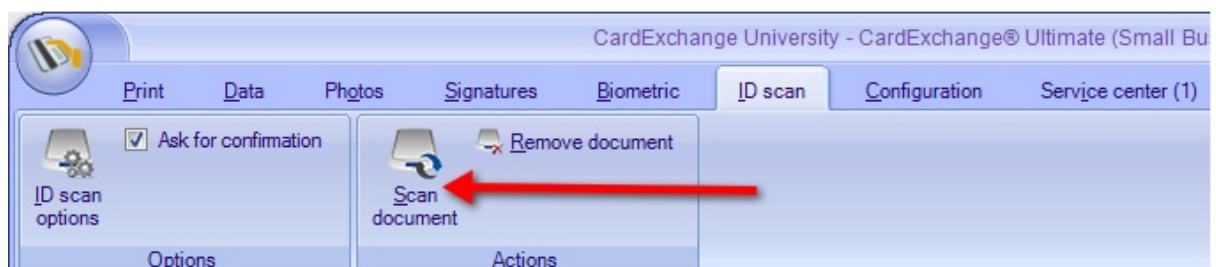 CardExchange University - CardExchange® Ultimate (Small Bu
Print Data Photos Signatures Biometric ID scan Configuration Service center (1)
Ask for confirmation
Remove document
ID scan
options
Scan
document
Options
Actions